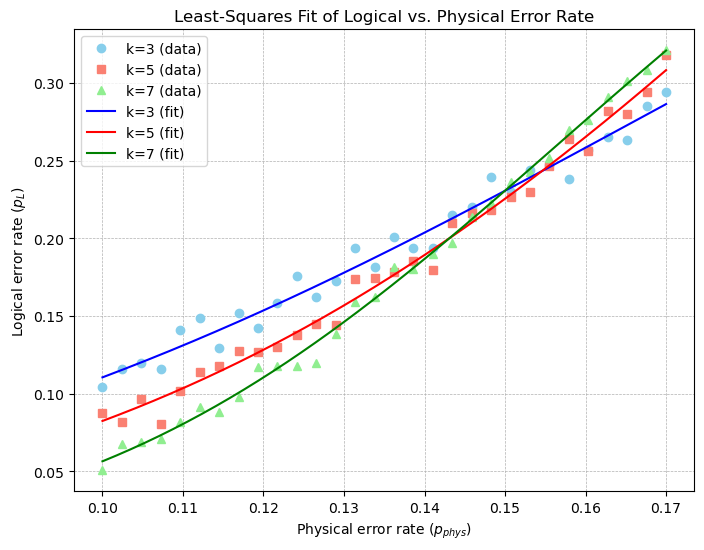 Least-Squares Fit of Logical vs. Physical Error Rate
k=3 (data)
k=5 (data)
k=7 (data)
k=3 (fit)
k=5 (fit)
k=7 (fit)
Logical error rate (p_L)
0.30
0.25
0.20
0.15
0.10
0.05
0.10 0.11 0.12 0.13 0.14 0.15 0.16 0.17
Physical error rate (p_phys)